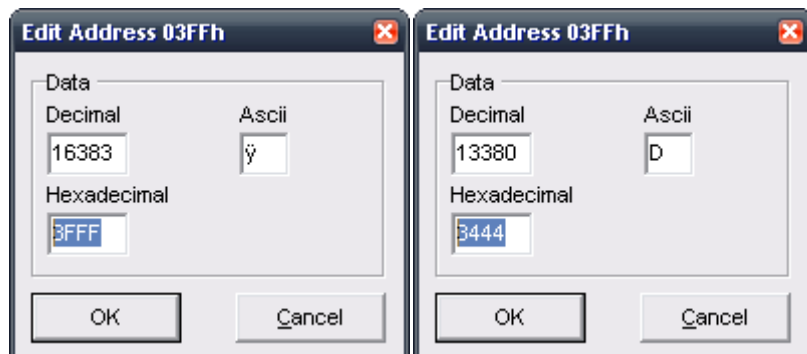 Edit Address 03FFh
Data
Decimal Ascii
16383 ÿ
Hexadecimal
3FFF
OK Cancel
Edit Address 03FFh
Data
Decimal Ascii
13380 D
Hexadecimal
3444
OK Cancel